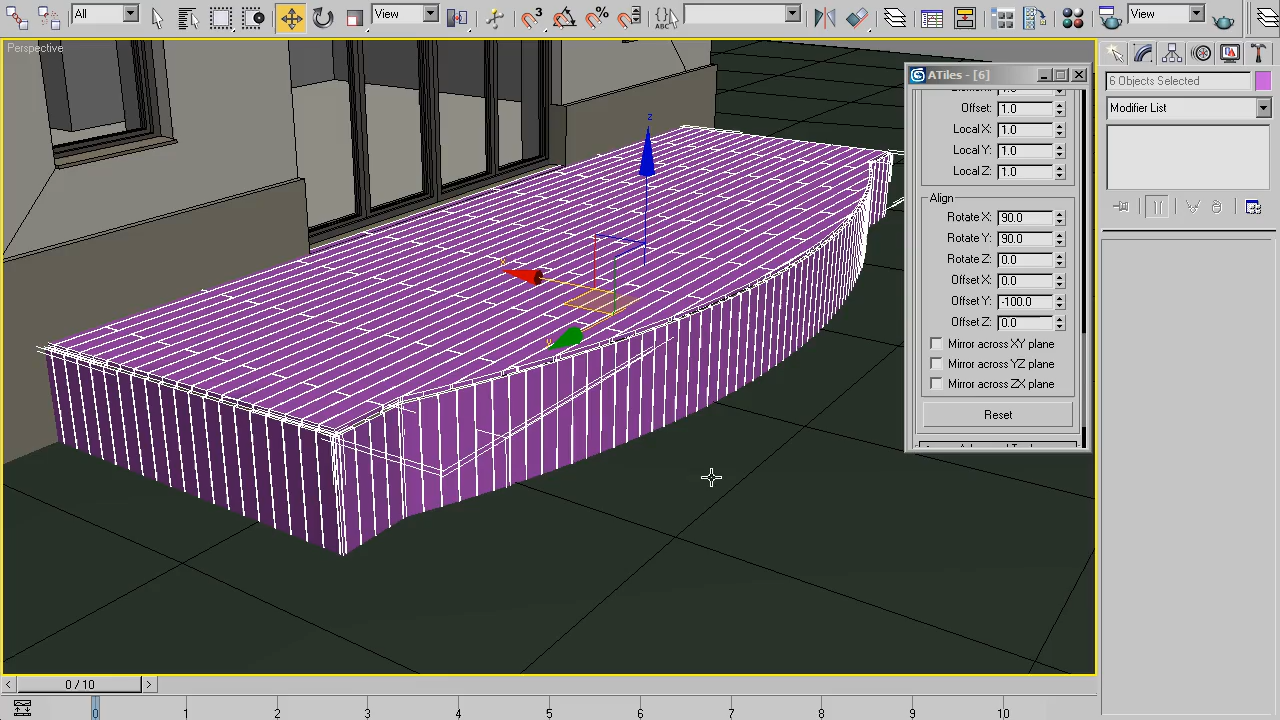 All
View
3
%
ABC
View
Perspective
ATiles - [6]
Offset: 1.0
Local X: 1.0
Local Y: 1.0
Local Z: 1.0
Align
Rotate X: 90.0
Rotate Y: 90.0
Rotate Z: 0.0
Offset X: 0.0
Offset Y: -100.0
Offset Z: 0.0
Mirror across XY plane
Mirror across YZ plane
Mirror across ZX plane
Reset
6 Objects Selected
Modifier List
z
< 0 / 10 >
0 1 2 3 4 5 6 7 8 9 10